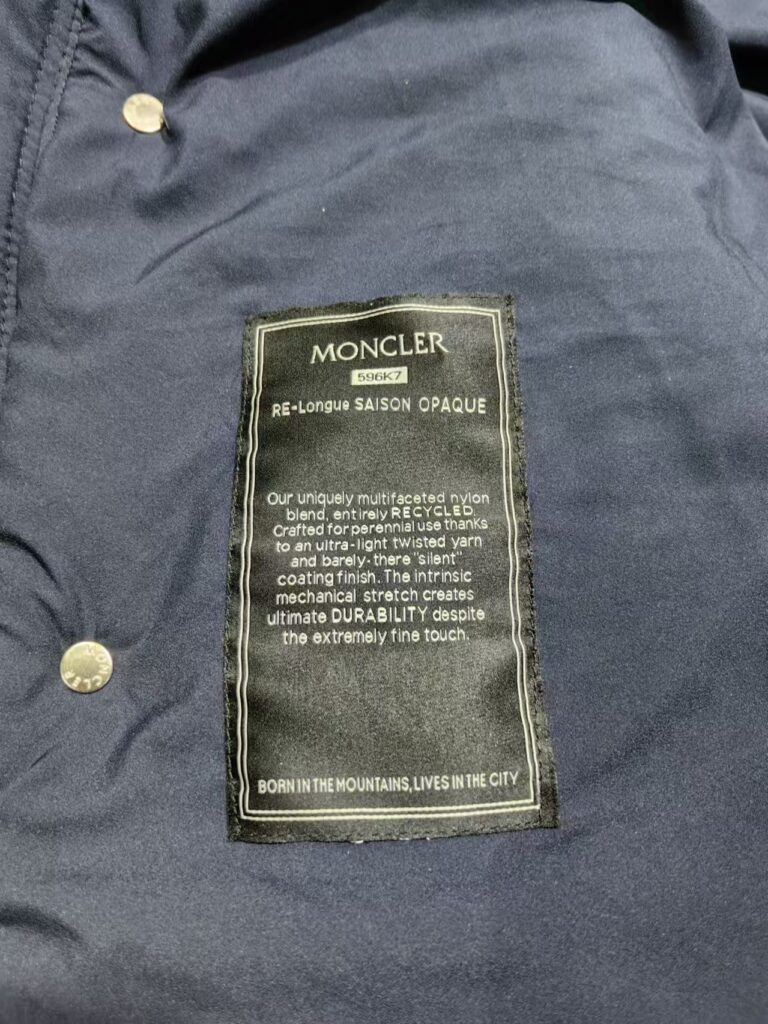 MONCLER
596K7
RE-Longue SAISON OPAQUE
Our uniquely multifaceted nylon
blend, entirely RECYCLED.
Crafted for perennial use thanks
to an ultra-light twisted yarn
and barely-there "silent"
coating finish. The intrinsic
mechanical stretch creates
ultimate DURABILITY despite
the extremely fine touch.
MONCLER
BORN IN THE MOUNTAINS, LIVES IN THE CITY